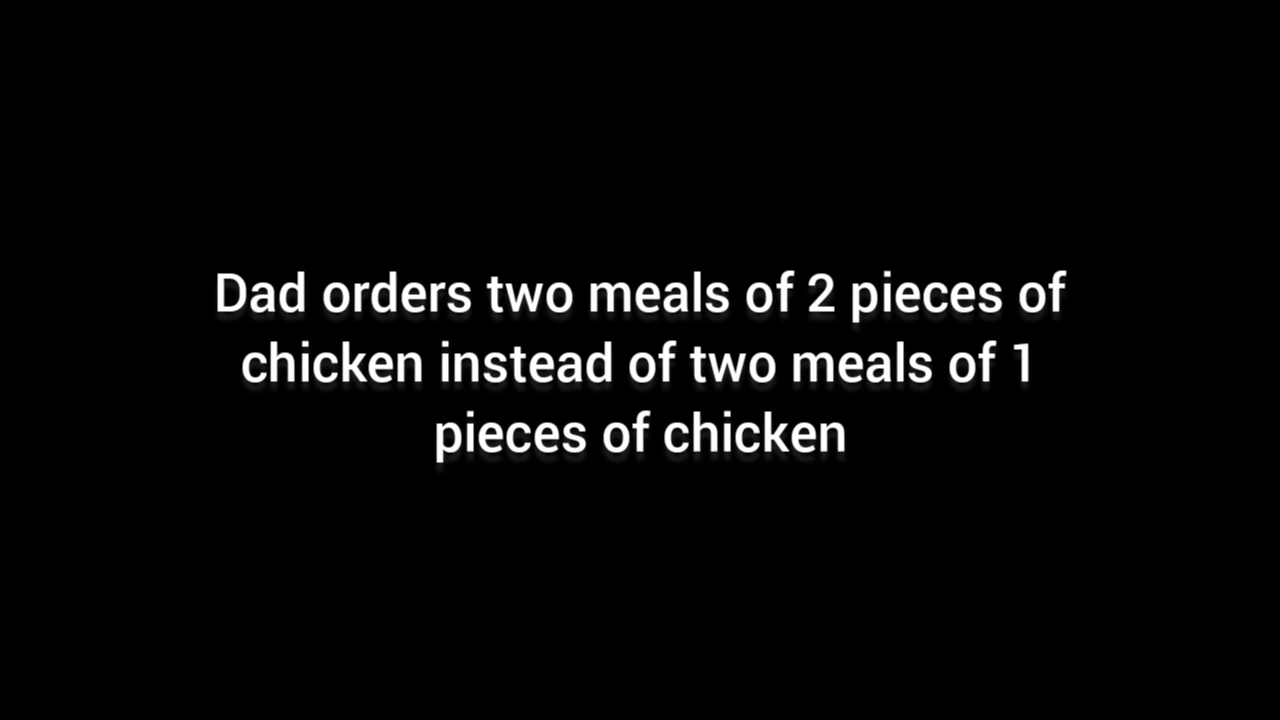 Dad orders two meals of 2 pieces of
chicken instead of two meals of 1
pieces of chicken